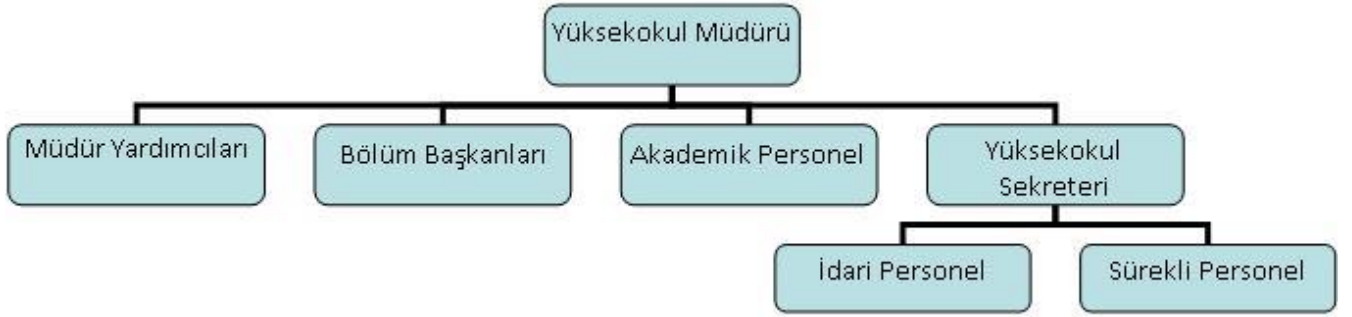 Yüksekokul Müdürü
Müdür Yardımcıları
Bölüm Başkanları
Akademik Personel
Yüksekokul
Sekreteri
İdari Personel
Sürekli Personel